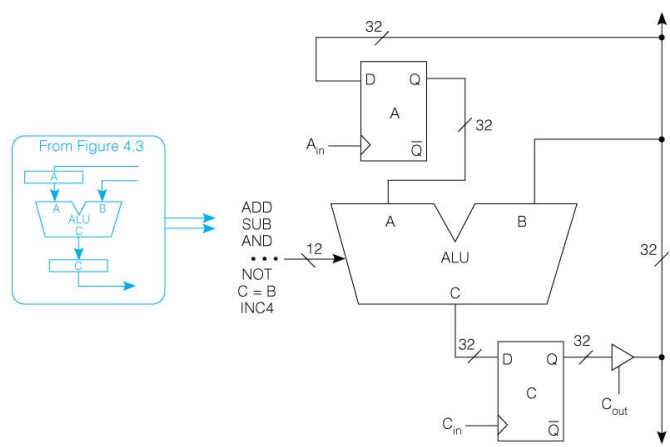 32
D Q
A
32
A_in
Q̅
From Figure 4.3
A
A B
ALU
C
C
ADD
SUB
AND
• • •
NOT
C = B
INC4
12
A B
ALU
C
32
32
D Q
32
C
C_in
Q̅
C_out